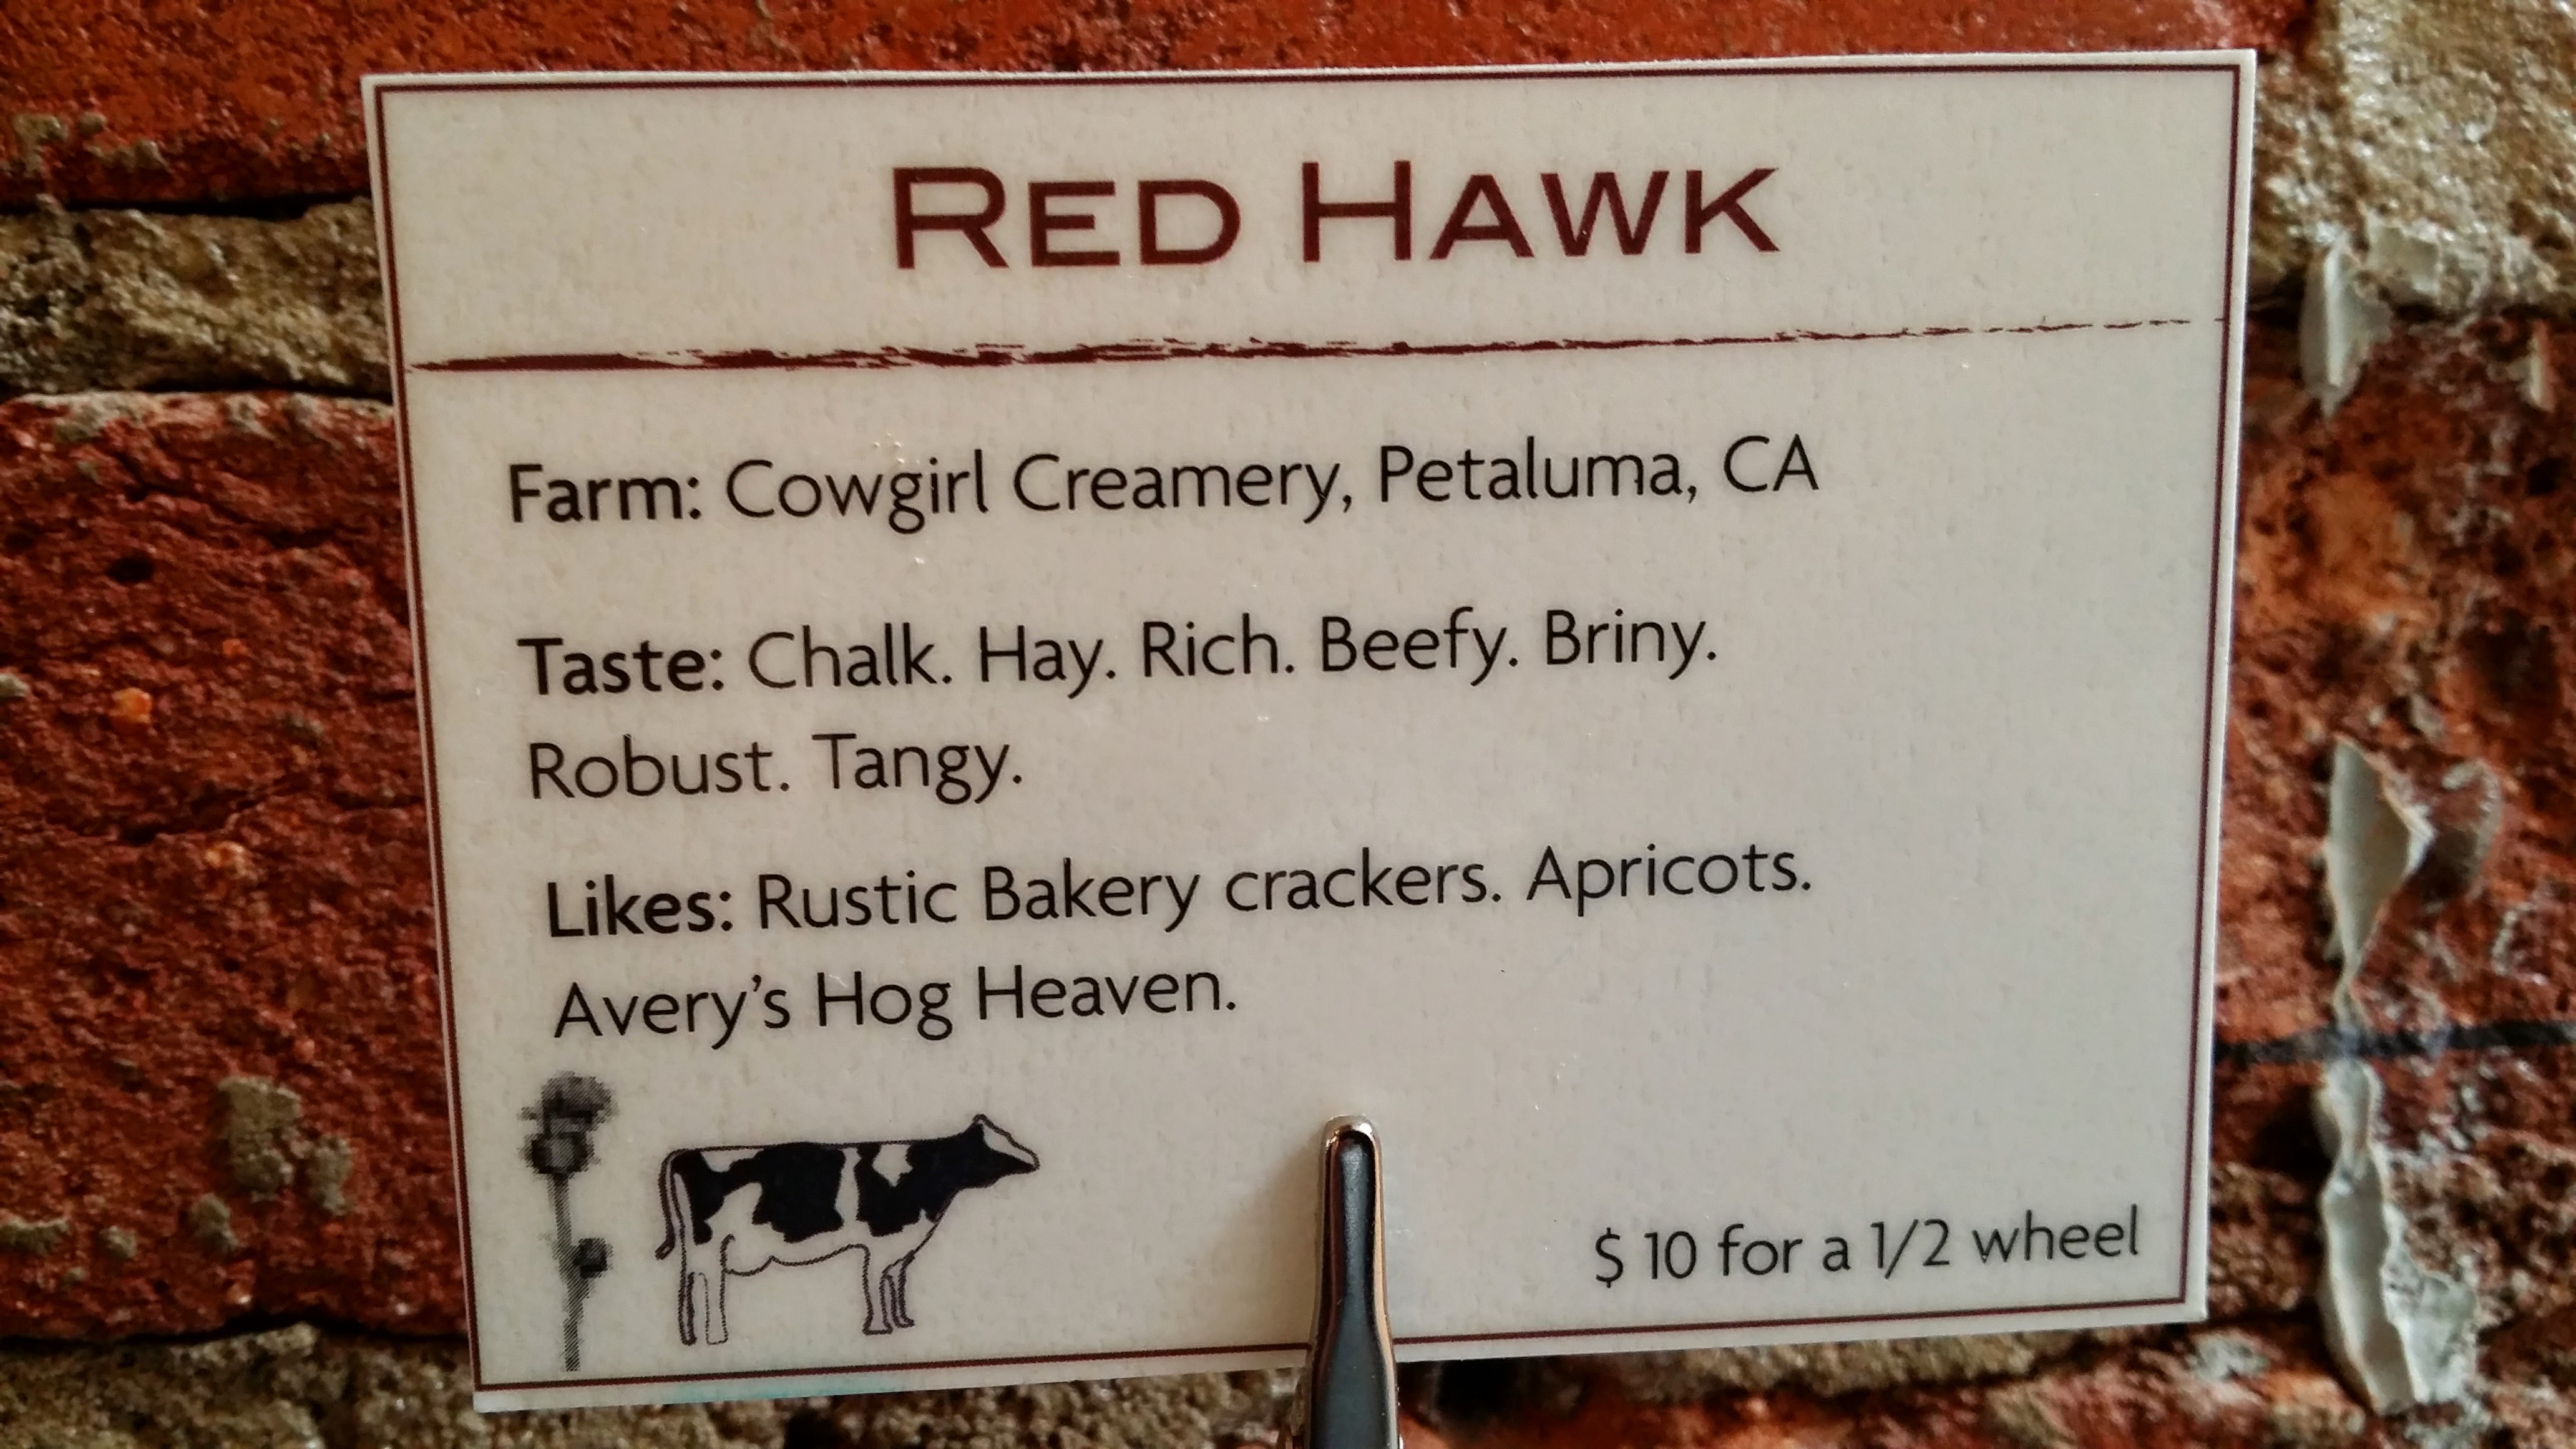 RED HAWK
Farm: Cowgirl Creamery, Petaluma, CA
Taste: Chalk. Hay. Rich. Beefy. Briny.
Robust. Tangy.
Likes: Rustic Bakery crackers. Apricots.
Avery's Hog Heaven.
$ 10 for a 1/2 wheel